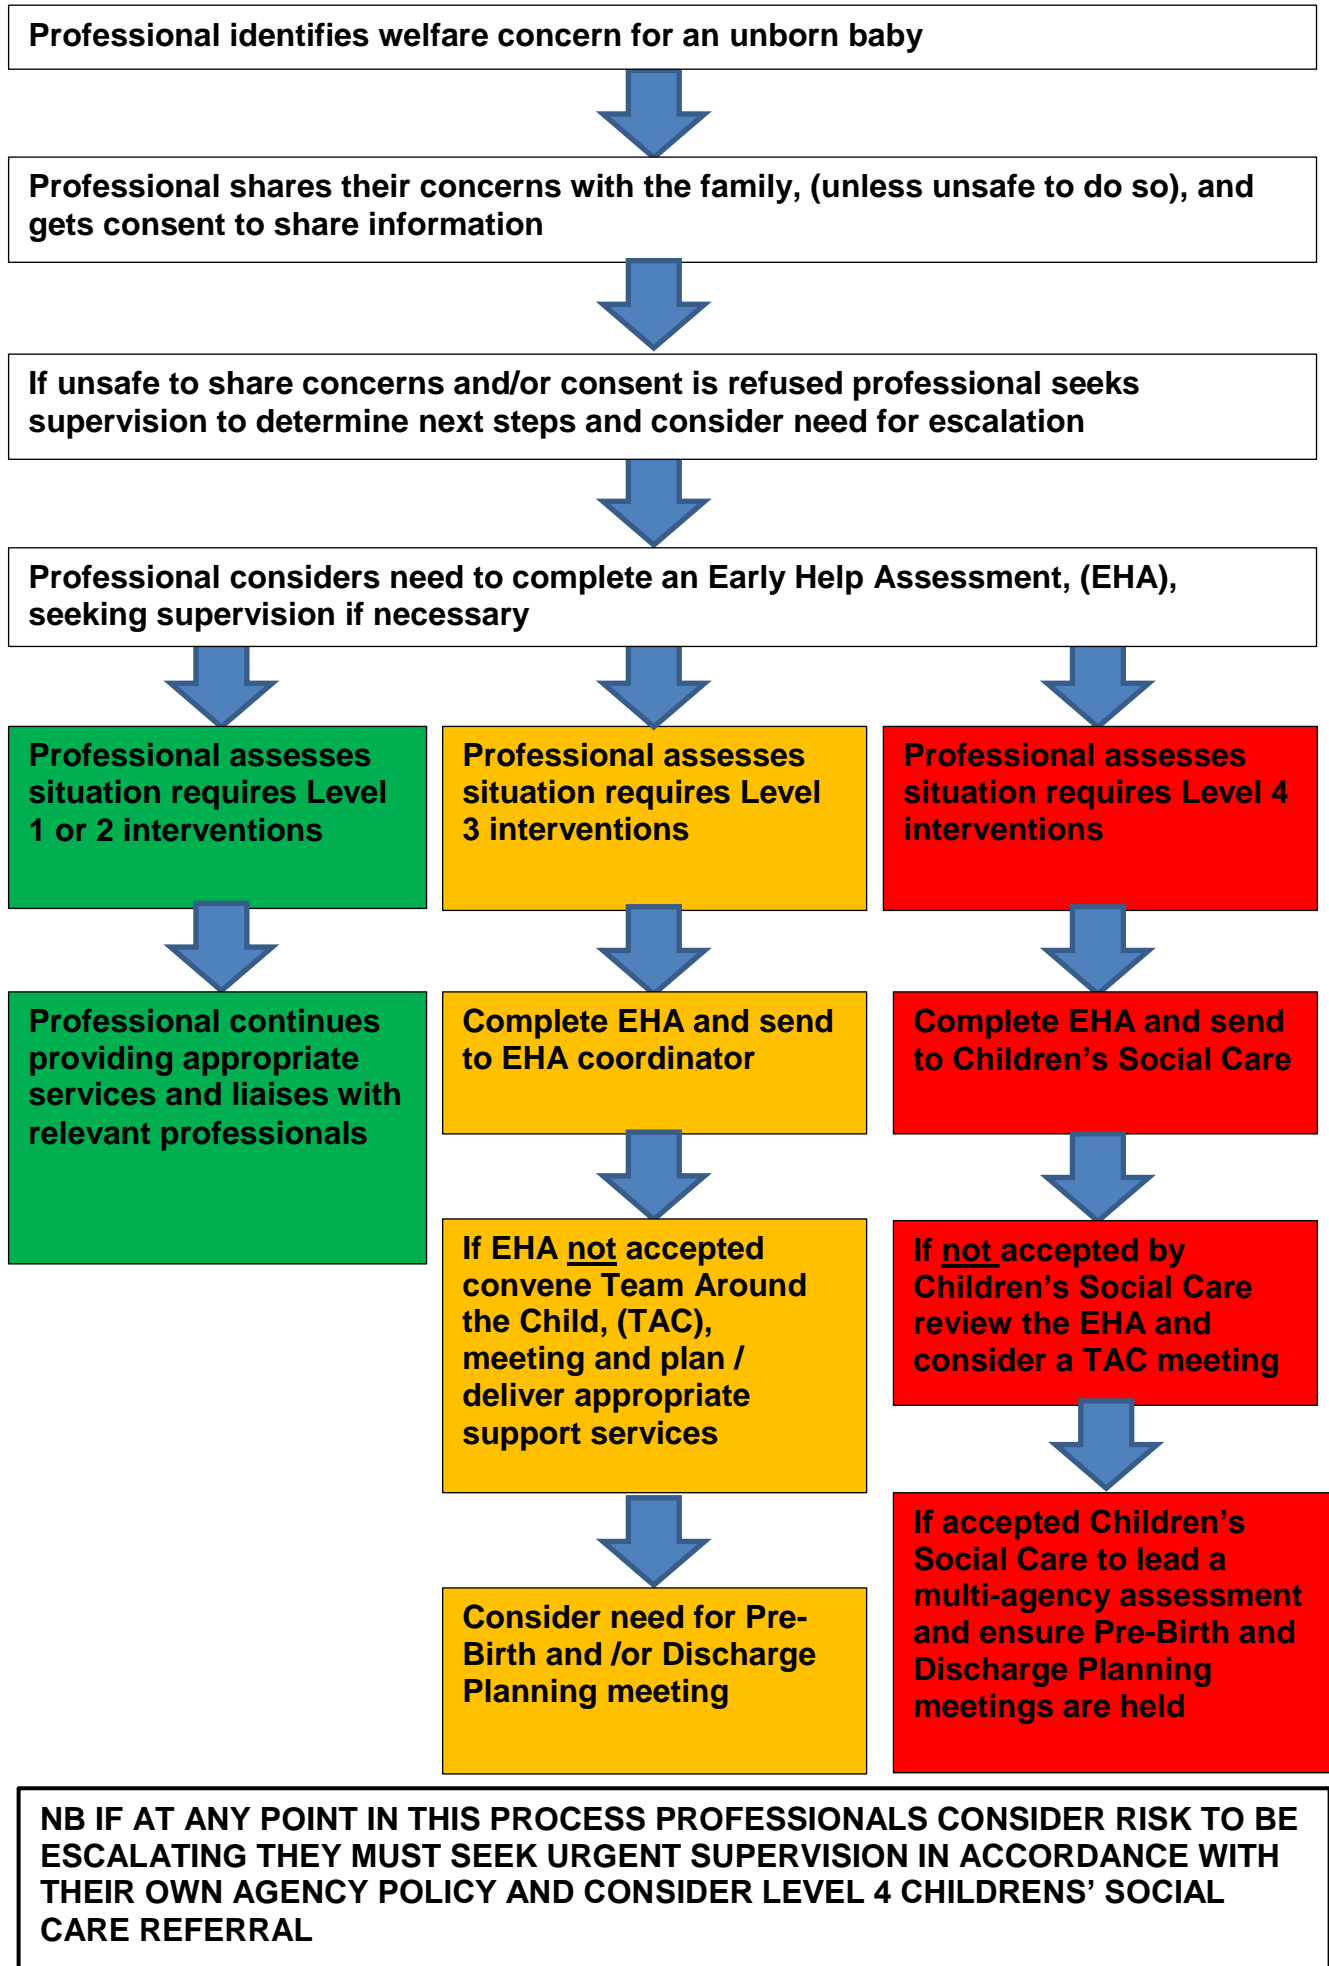 Professional identifies welfare concern for an unborn baby
Professional shares their concerns with the family, (unless unsafe to do so), and
gets consent to share information
If unsafe to share concerns and/or consent is refused professional seeks
supervision to determine next steps and consider need for escalation
Professional considers need to complete an Early Help Assessment, (EHA),
seeking supervision if necessary
Professional assesses
situation requires Level
1 or 2 interventions
Professional assesses
situation requires Level
3 interventions
Professional assesses
situation requires Level 4
interventions
Professional continues
providing appropriate
services and liaises with
relevant professionals
Complete EHA and send
to EHA coordinator
Complete EHA and send
to Children’s Social Care
If EHA not accepted
convene Team Around
the Child, (TAC),
meeting and plan /
deliver appropriate
support services
If not accepted by
Children’s Social Care
review the EHA and
consider a TAC meeting
Consider need for Pre-
Birth and /or Discharge
Planning meeting
If accepted Children’s
Social Care to lead a
multi-agency assessment
and ensure Pre-Birth and
Discharge Planning
meetings are held
NB IF AT ANY POINT IN THIS PROCESS PROFESSIONALS CONSIDER RISK TO BE
ESCALATING THEY MUST SEEK URGENT SUPERVISION IN ACCORDANCE WITH
THEIR OWN AGENCY POLICY AND CONSIDER LEVEL 4 CHILDRENS’ SOCIAL
CARE REFERRAL